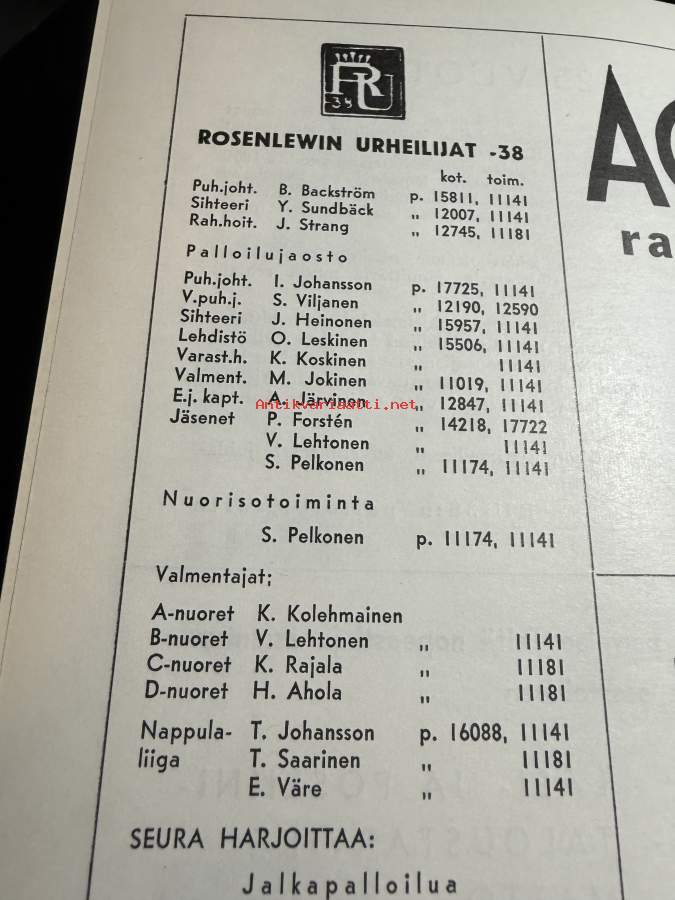 RU
-38
ROSENLEWIN URHEILIJAT -38
kot. toim.
Puh.joht. B. Backström p. 15811, 11141
Sihteeri Y. Sundbäck „ 12007, 11141
Rah.hoit. J. Strang „ 12745, 11181
Palloilujaosto
Puh.joht. I. Johansson p. 17725, 11141
V.puh.j. S. Viljanen „ 12190, 12590
Sihteeri J. Heinonen „ 15957, 11141
Lehdistö O. Leskinen „ 15506, 11141
Varast.h. K. Koskinen „ 11141
Valment. M. Jokinen „ 11019, 11141
E.j. kapt. A. Järvinen „ 12847, 11141
Antikvariaatti.net
Jäsenet P. Forstén „ 14218, 17722
V. Lehtonen „ 11141
S. Pelkonen „ 11174, 11141
Nuorisotoiminta
S. Pelkonen p. 11174, 11141
Valmentajat;
A-nuoret K. Kolehmainen
B-nuoret V. Lehtonen „ 11141
C-nuoret K. Rajala „ 11181
D-nuoret H. Ahola „ 11181
Nappula- T. Johansson p. 16088, 11141
liiga T. Saarinen „ 11181
E. Väre „ 11141
SEURA HARJOITTAA:
Jalkapalloilua
ra